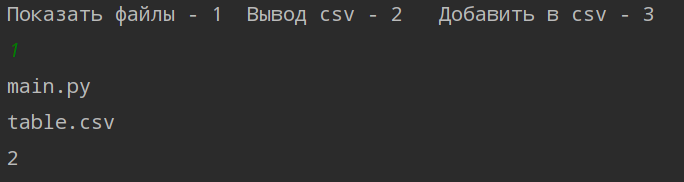 Показать файлы - 1  Вывод csv - 2   Добавить в csv - 3
1
main.py
table.csv
2